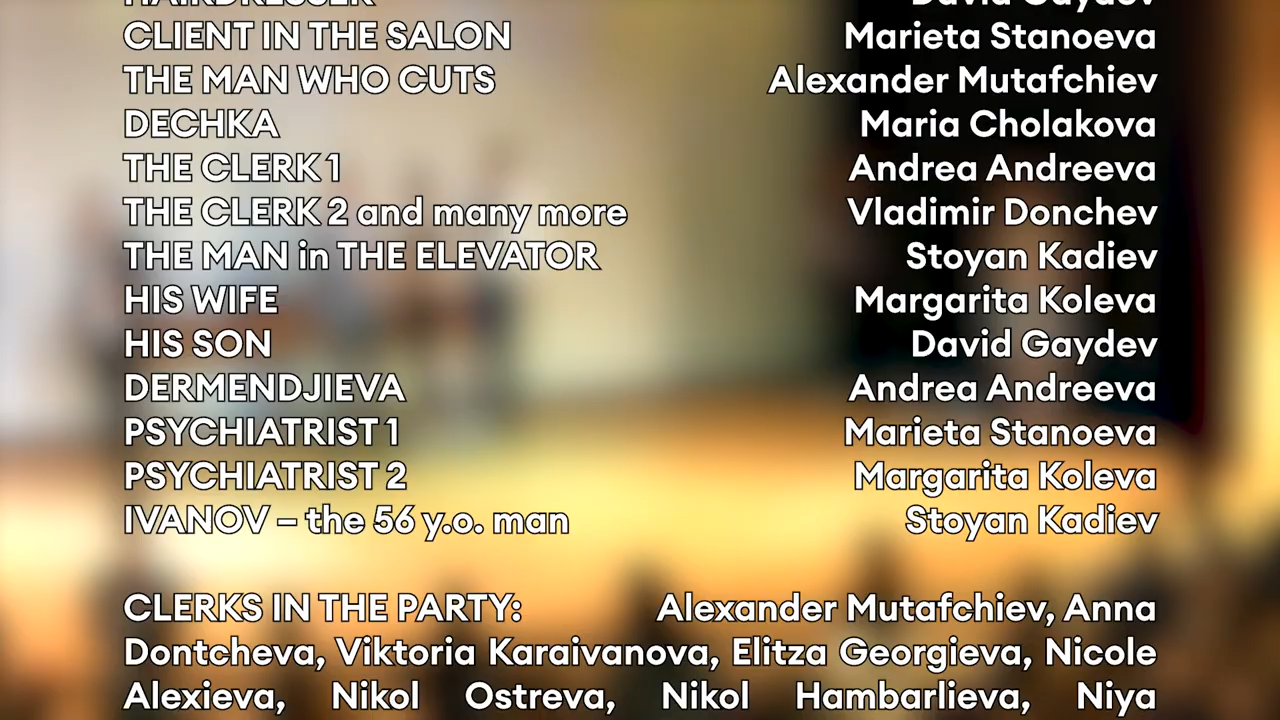 HAIRDRESSER David Gaydev
CLIENT IN THE SALON Marieta Stanoeva
THE MAN WHO CUTS Alexander Mutafchiev
DECHKA Maria Cholakova
THE CLERK 1 Andrea Andreeva
THE CLERK 2 and many more Vladimir Donchev
THE MAN in THE ELEVATOR Stoyan Kadiev
HIS WIFE Margarita Koleva
HIS SON David Gaydev
DERMENDJIEVA Andrea Andreeva
PSYCHIATRIST 1 Marieta Stanoeva
PSYCHIATRIST 2 Margarita Koleva
IVANOV – the 56 y.o. man Stoyan Kadiev
CLERKS IN THE PARTY: Alexander Mutafchiev, Anna
Dontcheva, Viktoria Karaivanova, Elitza Georgieva, Nicole
Alexieva, Nikol Ostreva, Nikol Hambarlieva, Niya